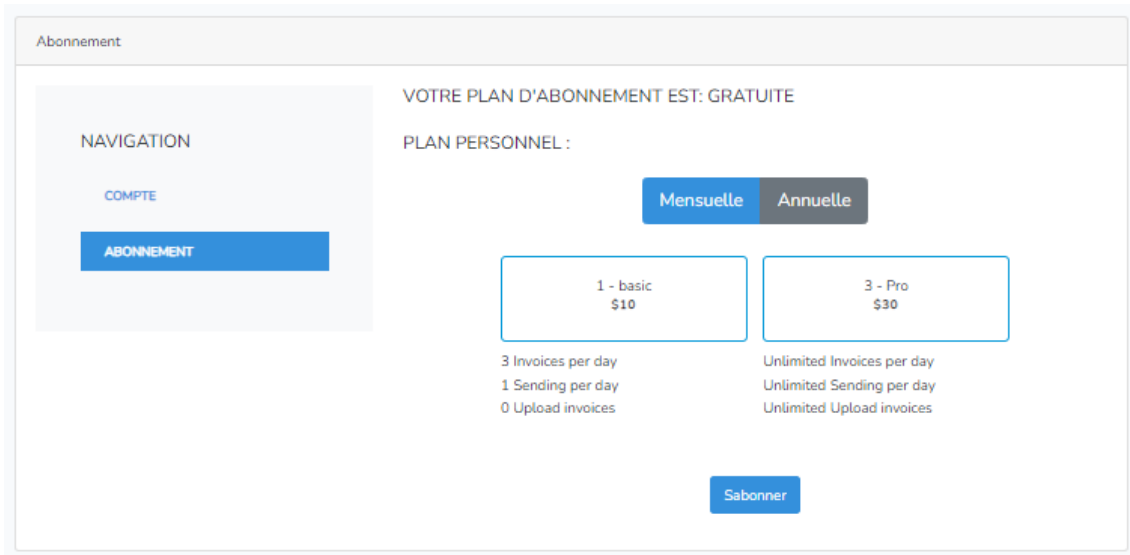 Abonnement
NAVIGATION
COMPTE
ABONNEMENT
VOTRE PLAN D'ABONNEMENT EST: GRATUITE
PLAN PERSONNEL :
Mensuelle Annuelle
1 - basic
$10
3 Invoices per day
1 Sending per day
0 Upload invoices
3 - Pro
$30
Unlimited Invoices per day
Unlimited Sending per day
Unlimited Upload invoices
Sabonner